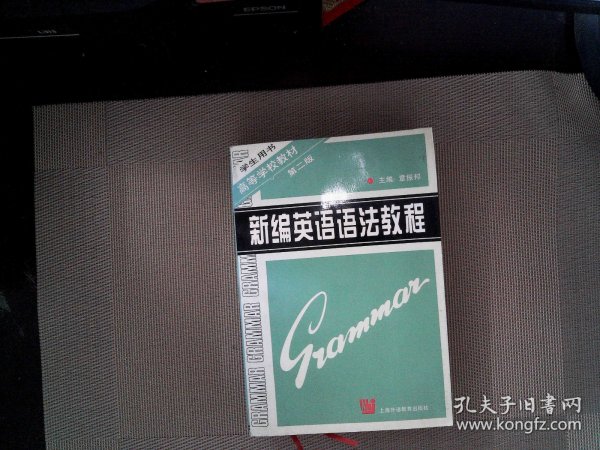 EPSON
学生用书
高等学校教材
第二版
主编 章振邦
新编英语语法教程
GRAMMAR GRAMMAR GRAMM
Grammar
上海外语教育出版社
孔夫子旧書网
www.kongfz.com